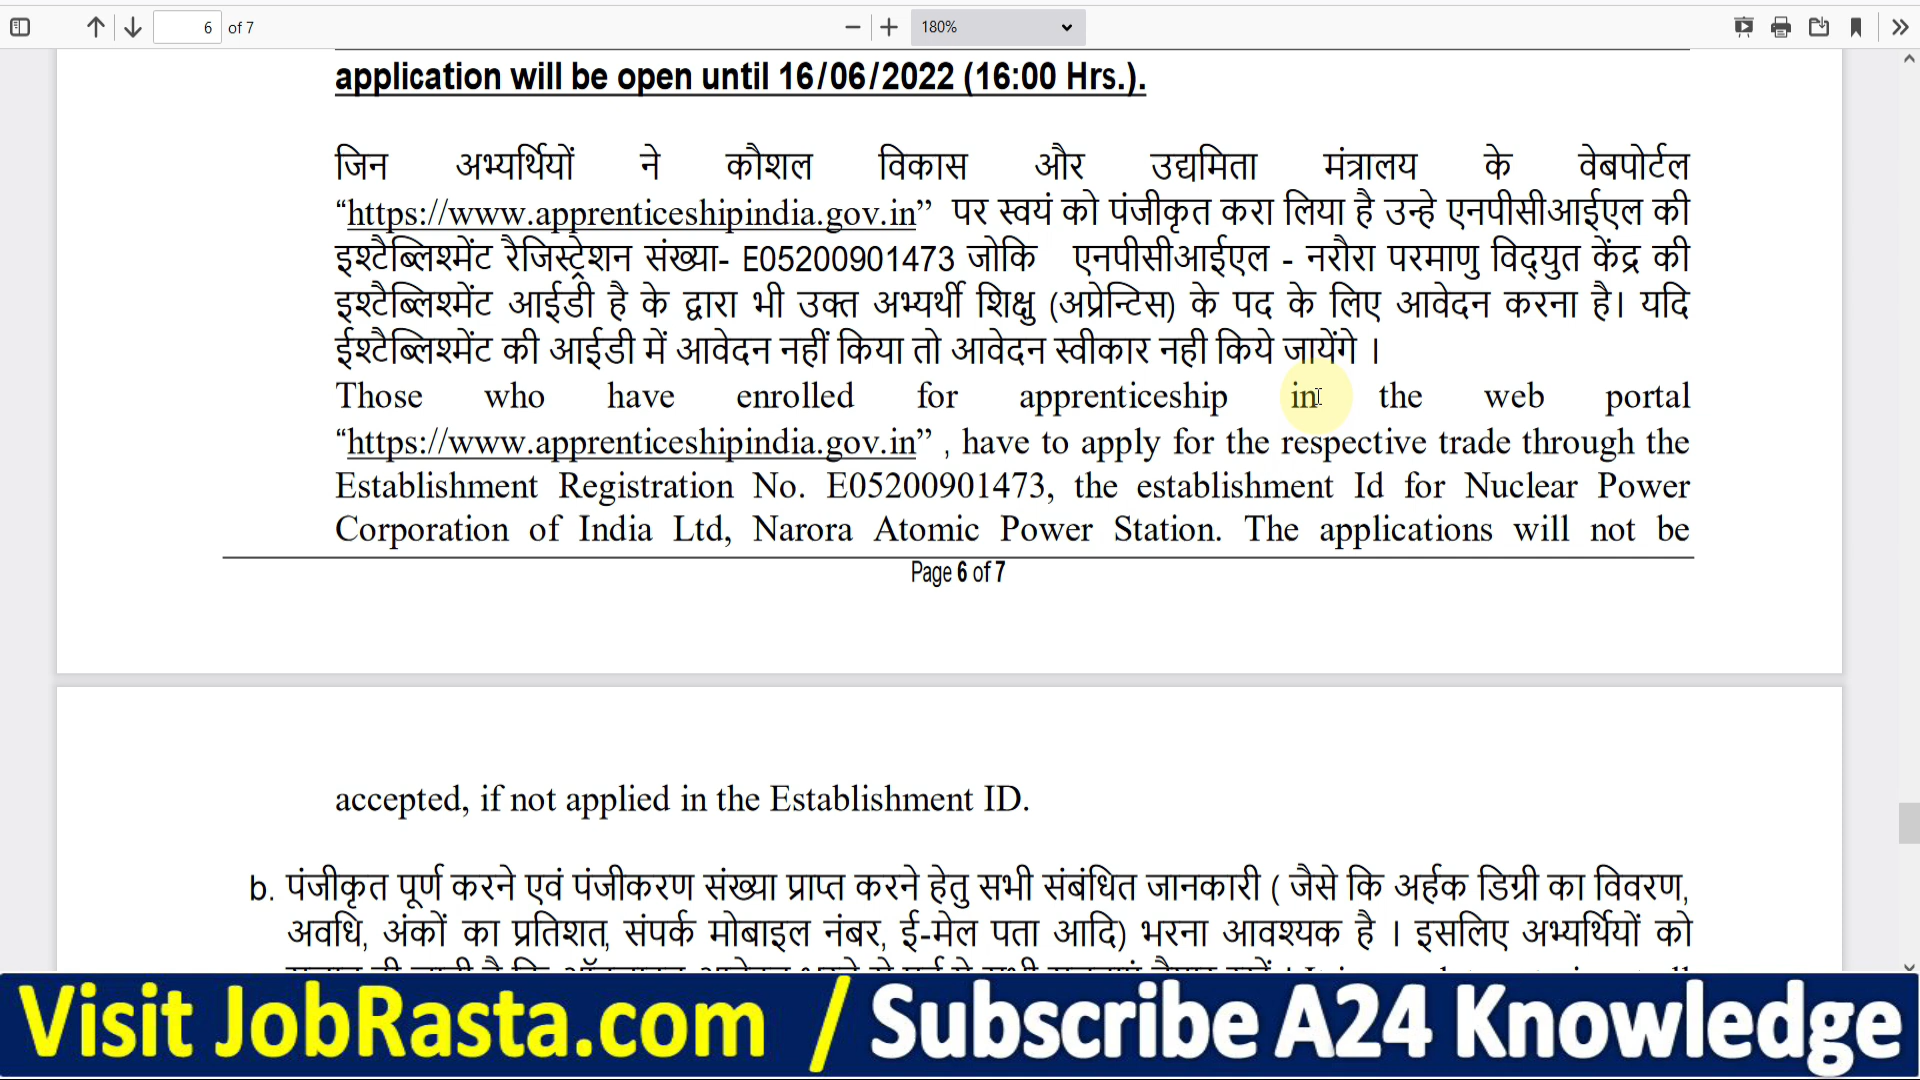 6 of 7
180%
application will be open until 16/06/2022 (16:00 Hrs.).
जिन अभ्यर्थियों ने कौशल विकास और उद्यमिता मंत्रालय के वेबपोर्टल
“https://www.apprenticeshipindia.gov.in” पर स्वयं को पंजीकृत करा लिया है उन्हे एनपीसीआईएल की
इश्टैब्लिश्मेंट रैजिस्ट्रेशन संख्या- E05200901473 जोकि एनपीसीआईएल - नरौरा परमाणु विद्युत केंद्र की
इश्टैब्लिश्मेंट आईडी है के द्वारा भी उक्त अभ्यर्थी शिक्षु (अप्रेन्टिस) के पद के लिए आवेदन करना है। यदि
ईश्टैब्लिश्मेंट की आईडी में आवेदन नहीं किया तो आवेदन स्वीकार नही किये जायेंगे ।
Those who have enrolled for apprenticeship in the web portal
“https://www.apprenticeshipindia.gov.in” , have to apply for the respective trade through the
Establishment Registration No. E05200901473, the establishment Id for Nuclear Power
Corporation of India Ltd, Narora Atomic Power Station. The applications will not be
Page 6 of 7
accepted, if not applied in the Establishment ID.
b. पंजीकृत पूर्ण करने एवं पंजीकरण संख्या प्राप्त करने हेतु सभी संबंधित जानकारी ( जैसे कि अर्हक डिग्री का विवरण,
अवधि, अंकों का प्रतिशत, संपर्क मोबाइल नंबर, ई-मेल पता आदि) भरना आवश्यक है । इसलिए अभ्यर्थियों को
Visit JobRasta.com / Subscribe A24 Knowledge